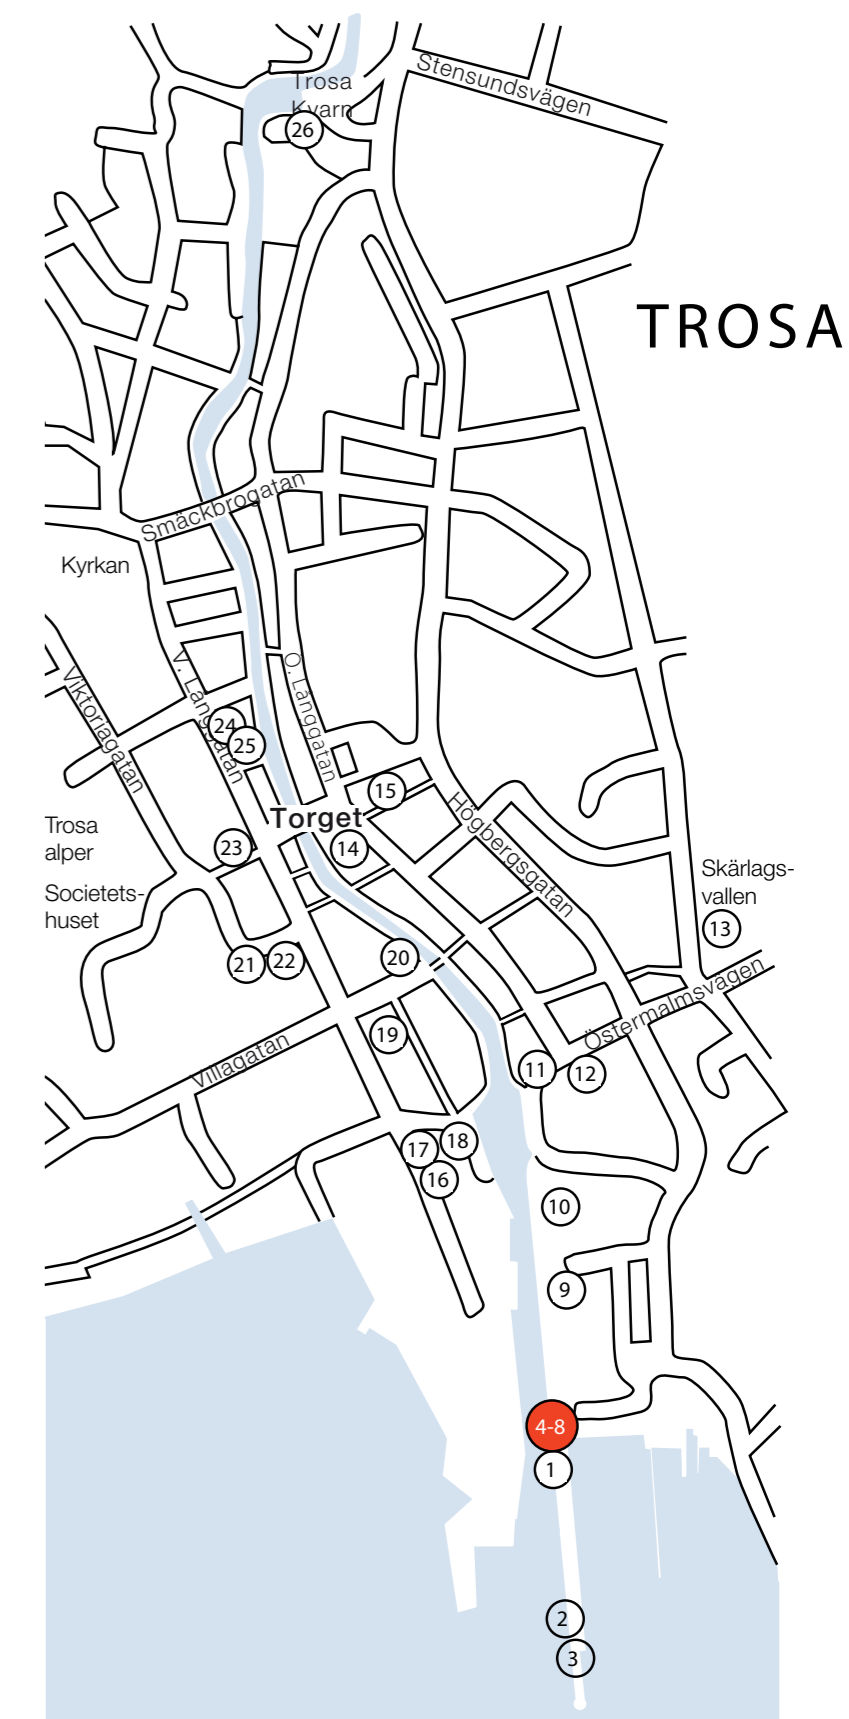 Stensundsvägen
Trosa
Kvarn
26
TROSA
Smäckbrogatan
Kyrkan
V. Långgatan
Ö. Långgatan
Viktoriagatan
24
25
15
Högbergsgatan
Torget
Trosa
alper
23
14
Societets-
huset
Skärlags-
vallen
13
21
22
20
Östermalmsvägen
19
Villagatan
11
12
17
18
16
10
9
4-8
1
2
3